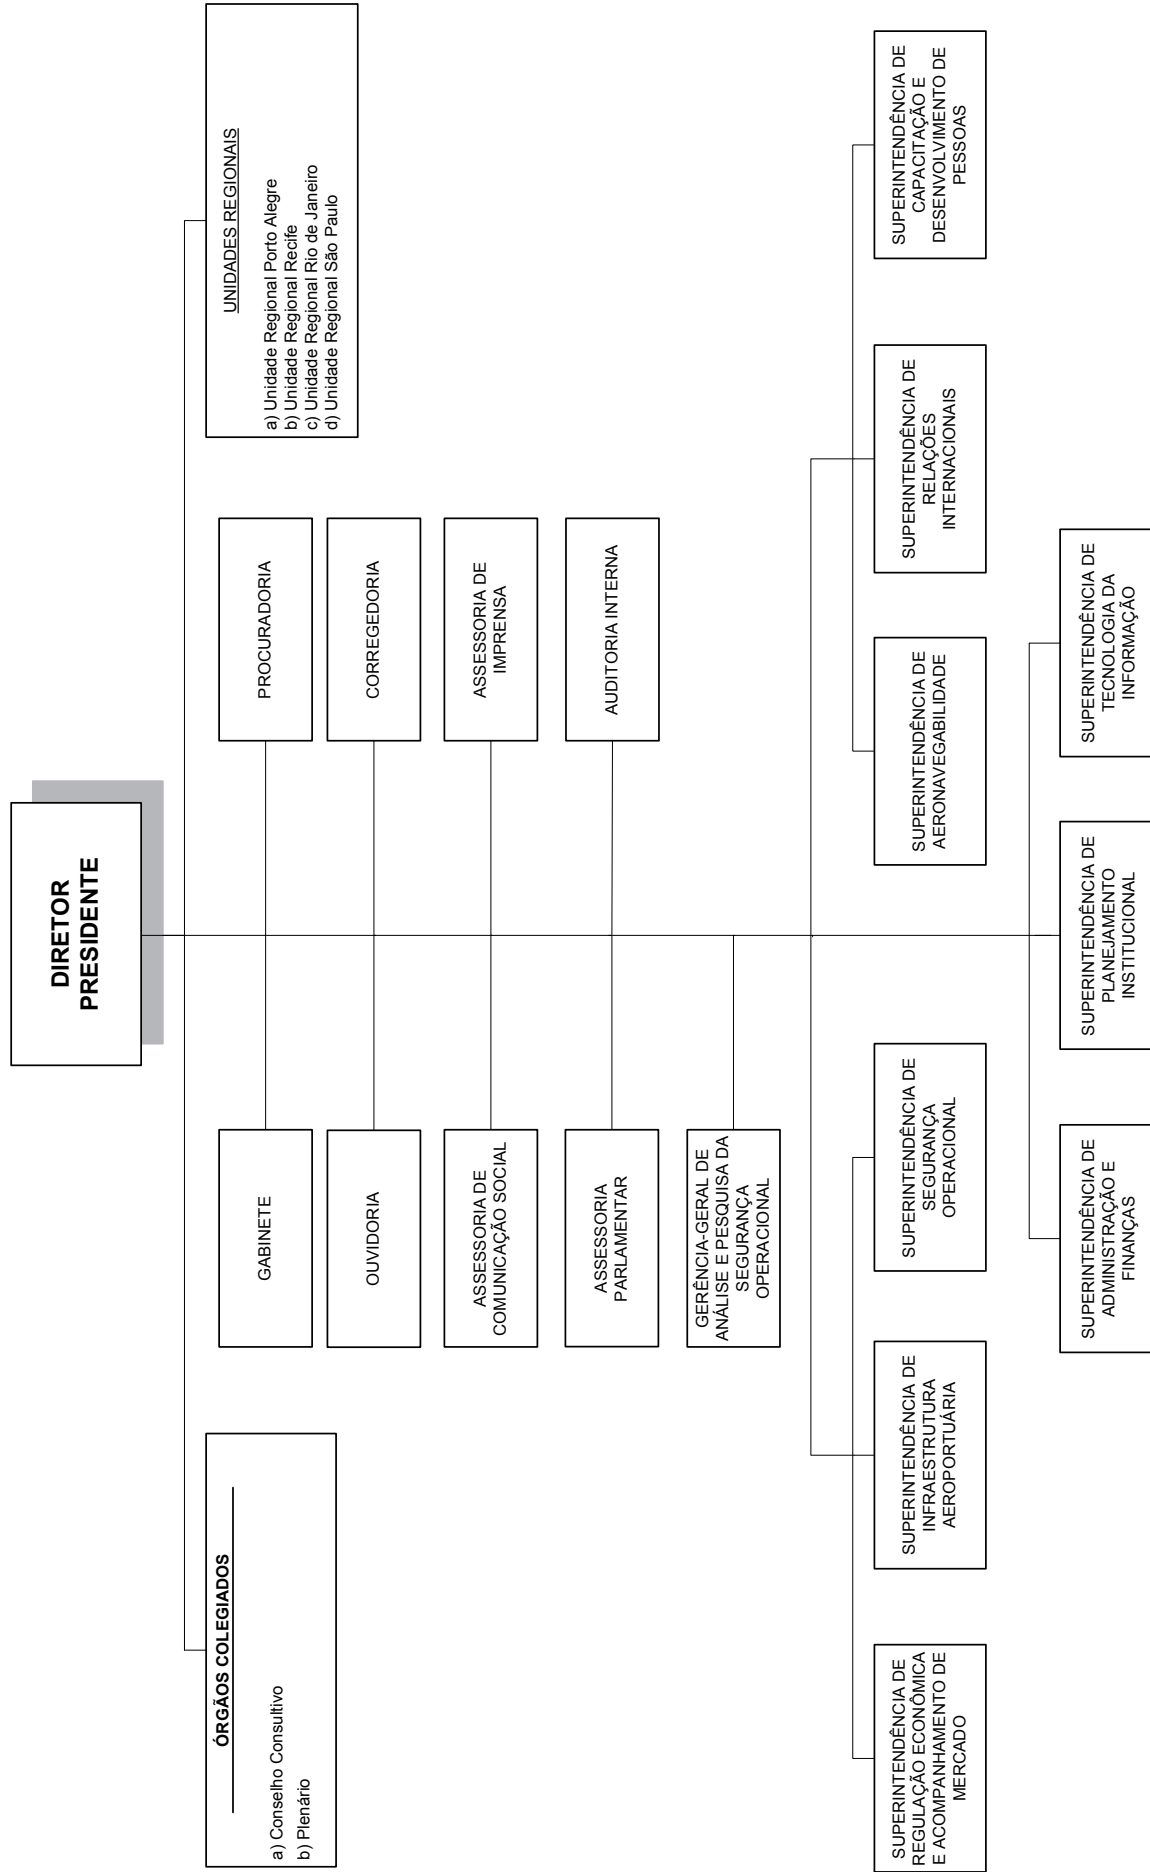 DIRETOR
PRESIDENTE
ÓRGÃOS COLEGIADOS
a) Conselho Consultivo
b) Plenário
UNIDADES REGIONAIS
a) Unidade Regional Porto Alegre
b) Unidade Regional Recife
c) Unidade Regional Rio de Janeiro
d) Unidade Regional São Paulo
GABINETE
PROCURADORIA
OUVIDORIA
CORREGEDORIA
ASSESSORIA DE
COMUNICAÇÃO SOCIAL
ASSESSORIA DE
IMPRENSA
ASSESSORIA
PARLAMENTAR
AUDITORIA INTERNA
GERÊNCIA-GERAL DE
ANÁLISE E PESQUISA DA
SEGURANÇA
OPERACIONAL
SUPERINTENDÊNCIA DE
REGULAÇÃO ECONÔMICA
E ACOMPANHAMENTO DE
MERCADO
SUPERINTENDÊNCIA DE
INFRAESTRUTURA
AEROPORTUÁRIA
SUPERINTENDÊNCIA DE
SEGURANÇA
OPERACIONAL
SUPERINTENDÊNCIA DE
AERONAVEGABILIDADE
SUPERINTENDÊNCIA DE
RELAÇÕES
INTERNACIONAIS
SUPERINTENDÊNCIA DE
CAPACITAÇÃO E
DESENVOLVIMENTO DE
PESSOAS
SUPERINTENDÊNCIA DE
ADMINISTRAÇÃO E
FINANÇAS
SUPERINTENDÊNCIA DE
PLANEJAMENTO
INSTITUCIONAL
SUPERINTENDÊNCIA DE
TECNOLOGIA DA
INFORMAÇÃO